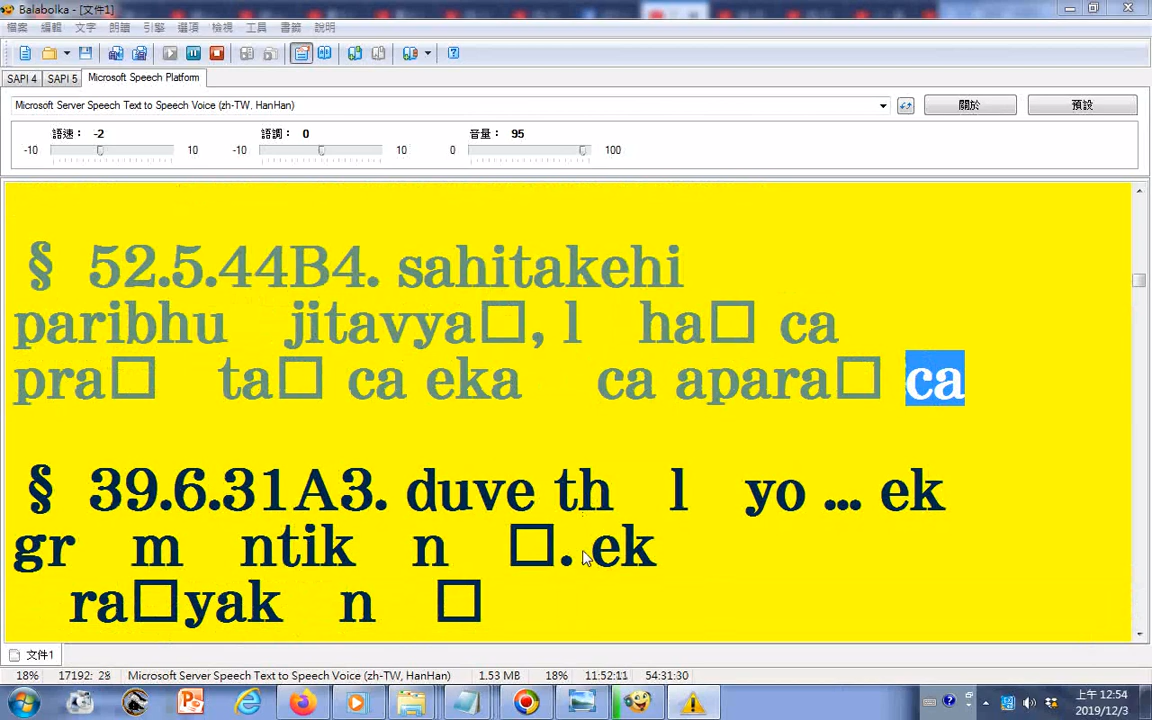 Balabolka - [文件1]
檔案 編輯 文字 朗讀 引擎 選項 檢視 工具 書籤 說明
SAPI 4 SAPI 5 Microsoft Speech Platform
Microsoft Server Speech Text to Speech Voice (zh-TW, HanHan) 關於 預設
語速： -2 語調： 0 音量： 95
-10 10 -10 10 0 100
§ 52.5.44B4. sahitakehi
paribhu jitavya□, l ha□ ca
pra□ ta□ ca eka ca apara□ ca
§ 39.6.31A3. duve th l yo ... ek
gr m ntik n □. ek
ra□yak n □
文件1
18% 17192: 28 Microsoft Server Speech Text to Speech Voice (zh-TW, HanHan) 1.53 MB 18% 11:52:11 54:31:30
上午 12:54
2019/12/3